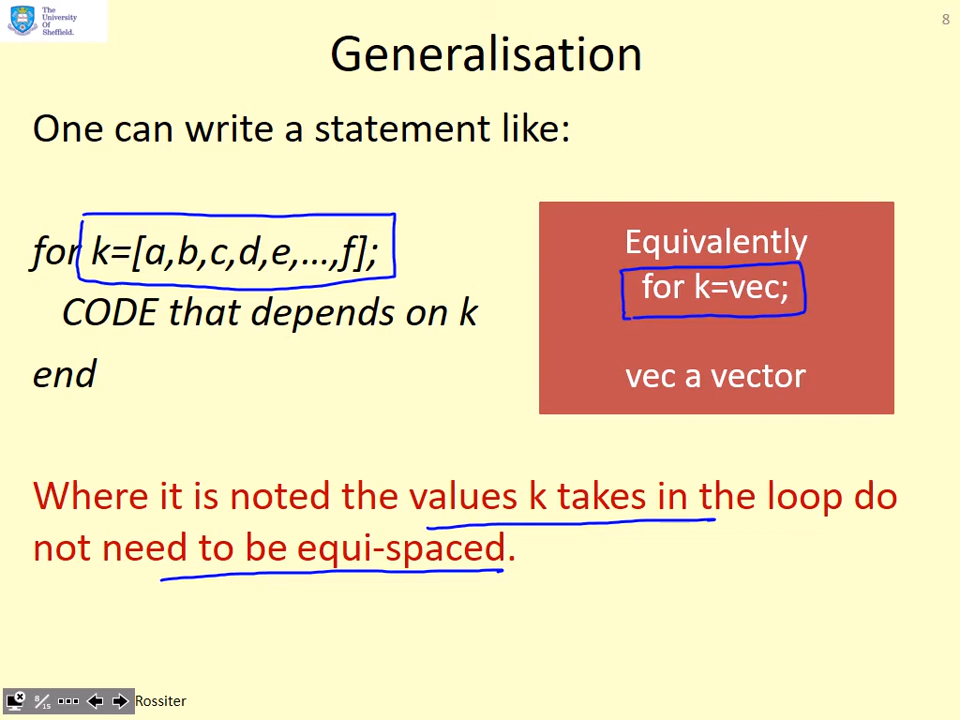 The
University
Of
Sheffield.
8
Generalisation
One can write a statement like:
for k=[a,b,c,d,e,…,f];
CODE that depends on k
end
Equivalently
for k=vec;
vec a vector
Where it is noted the values k takes in the loop do
not need to be equi-spaced.
8/15
Rossiter